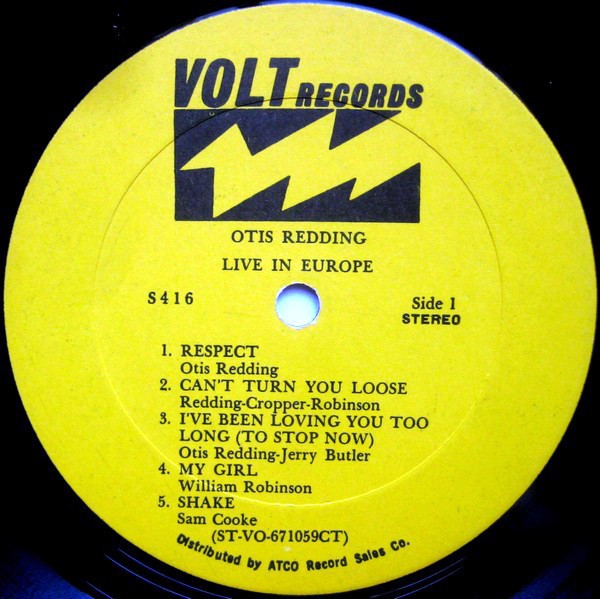 VOLT RECORDS
OTIS REDDING
LIVE IN EUROPE
S416
Side 1
STEREO
1. RESPECT
Otis Redding
2. CAN'T TURN YOU LOOSE
Redding-Cropper-Robinson
3. I'VE BEEN LOVING YOU TOO
LONG (TO STOP NOW)
Otis Redding-Jerry Butler
4. MY GIRL
William Robinson
5. SHAKE
Sam Cooke
(ST-VO-671059CT)
Distributed by ATCO Record Sales Co.